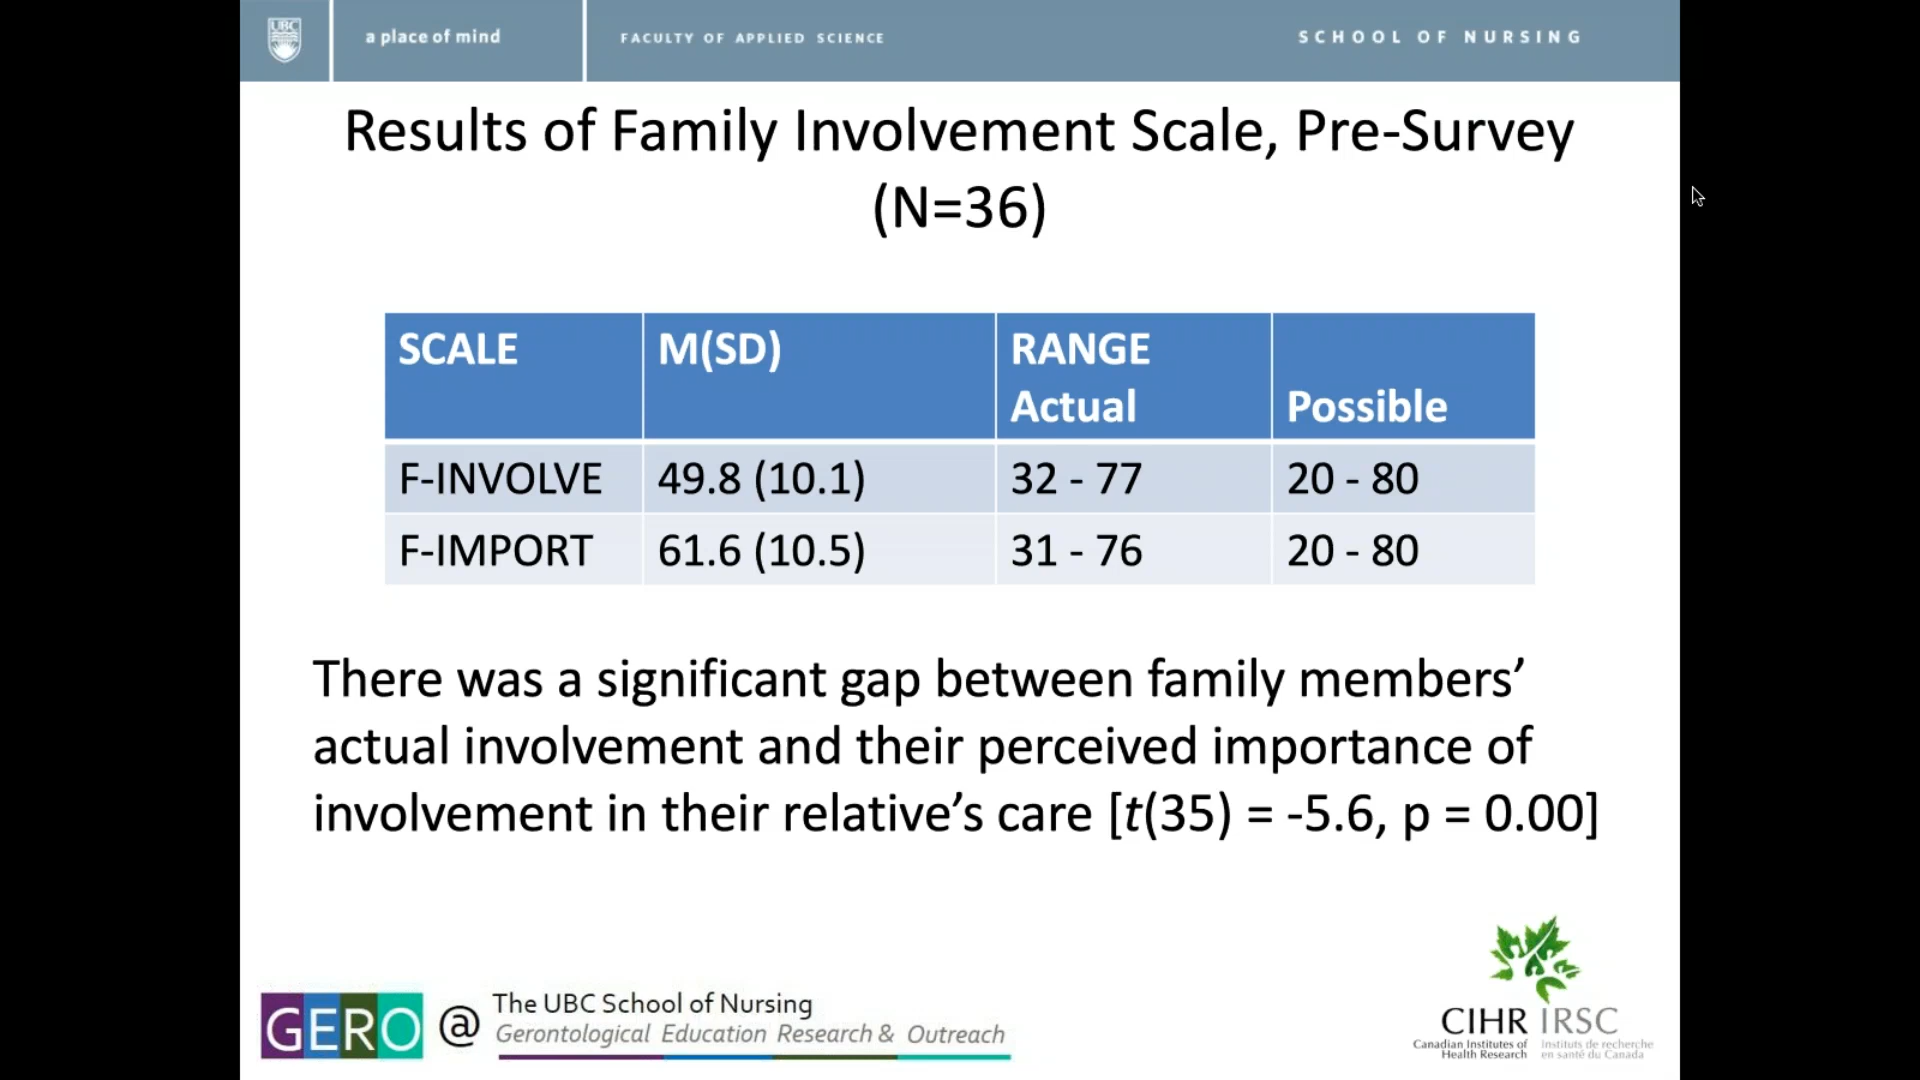 UBC
a place of mind
FACULTY OF APPLIED SCIENCE
SCHOOL OF NURSING
Results of Family Involvement Scale, Pre-Survey
(N=36)
SCALE M(SD) RANGE
Actual Possible
F-INVOLVE 49.8 (10.1) 32 - 77 20 - 80
F-IMPORT 61.6 (10.5) 31 - 76 20 - 80
There was a significant gap between family members’
actual involvement and their perceived importance of
involvement in their relative’s care [t(35) = -5.6, p = 0.00]
GERO @ The UBC School of Nursing
Gerontological Education Research & Outreach
CIHR IRSC
Canadian Institutes of Instituts de recherche
Health Research en santé du Canada